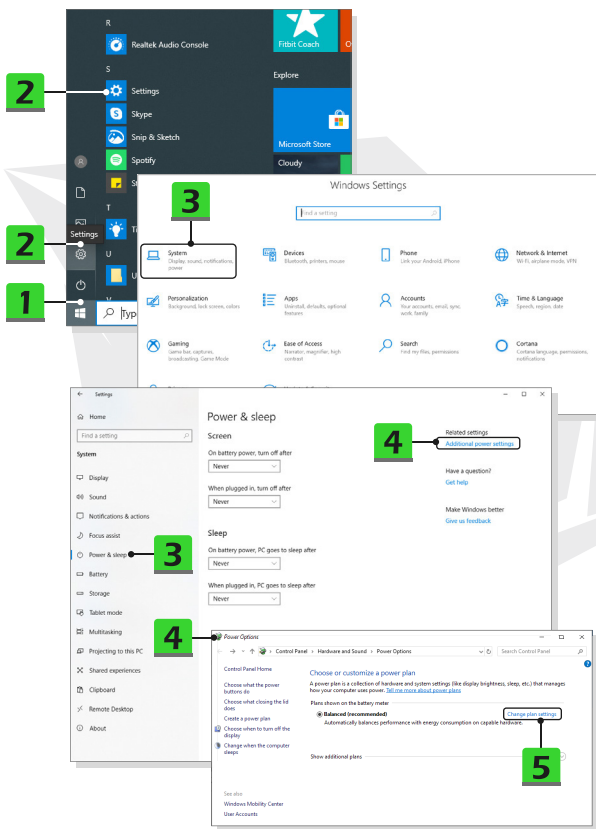 R
Realtek Audio Console
Fitbit Coach
S
Explore
2
Settings
Skype
Snip & Sketch
Microsoft Store
Spotify
Cloudy
T
2
Settings
U
1
Windows Settings
3
Find a setting
System
Display, sound, notifications,
power
Devices
Bluetooth, printers, mouse
Phone
Link your Android, iPhone
Network & Internet
Wi-Fi, airplane mode, VPN
Personalization
Background, lock screen, colors
Apps
Uninstall, defaults, optional
features
Accounts
Your accounts, email, sync,
work, family
Time & Language
Speech, region, date
Gaming
Game bar, captures,
broadcasting, Game Mode
Ease of Access
Narrator, magnifier, high
contrast
Search
Find my files, permissions
Cortana
Cortana language, permissions,
notifications
Settings
Home
Find a setting
System
Display
Sound
Notifications & actions
Focus assist
Power & sleep
3
Battery
Storage
Tablet mode
Multitasking
Projecting to this PC
Shared experiences
Clipboard
Remote Desktop
About
Power & sleep
Screen
On battery power, turn off after
Never
When plugged in, turn off after
Never
Sleep
On battery power, PC goes to sleep after
Never
When plugged in, PC goes to sleep after
Never
4
Related settings
Additional power settings
Have a question?
Get help
Make Windows better
Give us feedback
4
Power Options
Control Panel > Hardware and Sound > Power Options
Search Control Panel
Control Panel Home
Choose what the power
buttons do
Choose what closing the lid
does
Create a power plan
Choose when to turn off the
display
Change when the computer
sleeps
See also
Windows Mobility Center
User Accounts
Choose or customize a power plan
A power plan is a collection of hardware and system settings (like display brightness, sleep, etc.) that manages
how your computer uses power. Tell me more about power plans
Plans shown on the battery meter
Balanced (recommended)
Change plan settings
Automatically balances performance with energy consumption on capable hardware.
5
Show additional plans